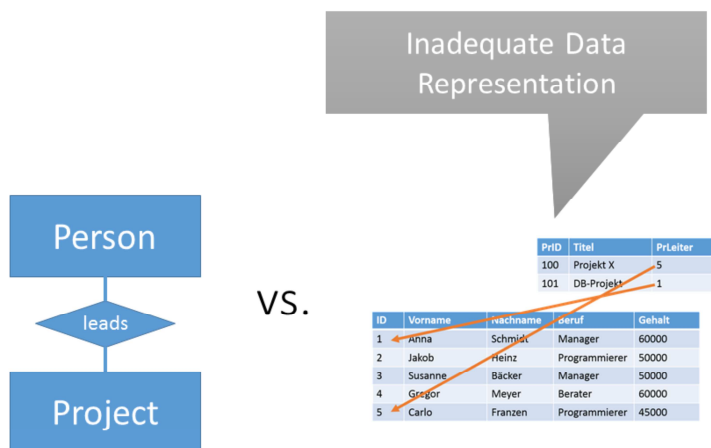 Inadequate Data
Representation
Person
leads
Project
vs.
PrID Titel PrLeiter
100 Projekt X 5
101 DB-Projekt 1
ID Vorname Nachname Beruf Gehalt
1 Anna Schmidt Manager 60000
2 Jakob Heinz Programmierer 50000
3 Susanne Bäcker Manager 50000
4 Gregor Meyer Berater 60000
5 Carlo Franzen Programmierer 45000